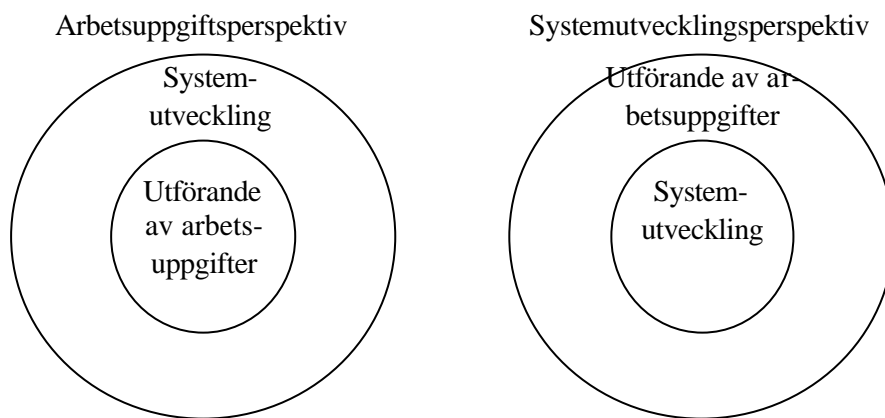 Arbetsuppgiftsperspektiv
System-
utveckling
Utförande
av arbets-
uppgifter
Systemutvecklingsperspektiv
Utförande av ar-
betsuppgifter
System-
utveckling